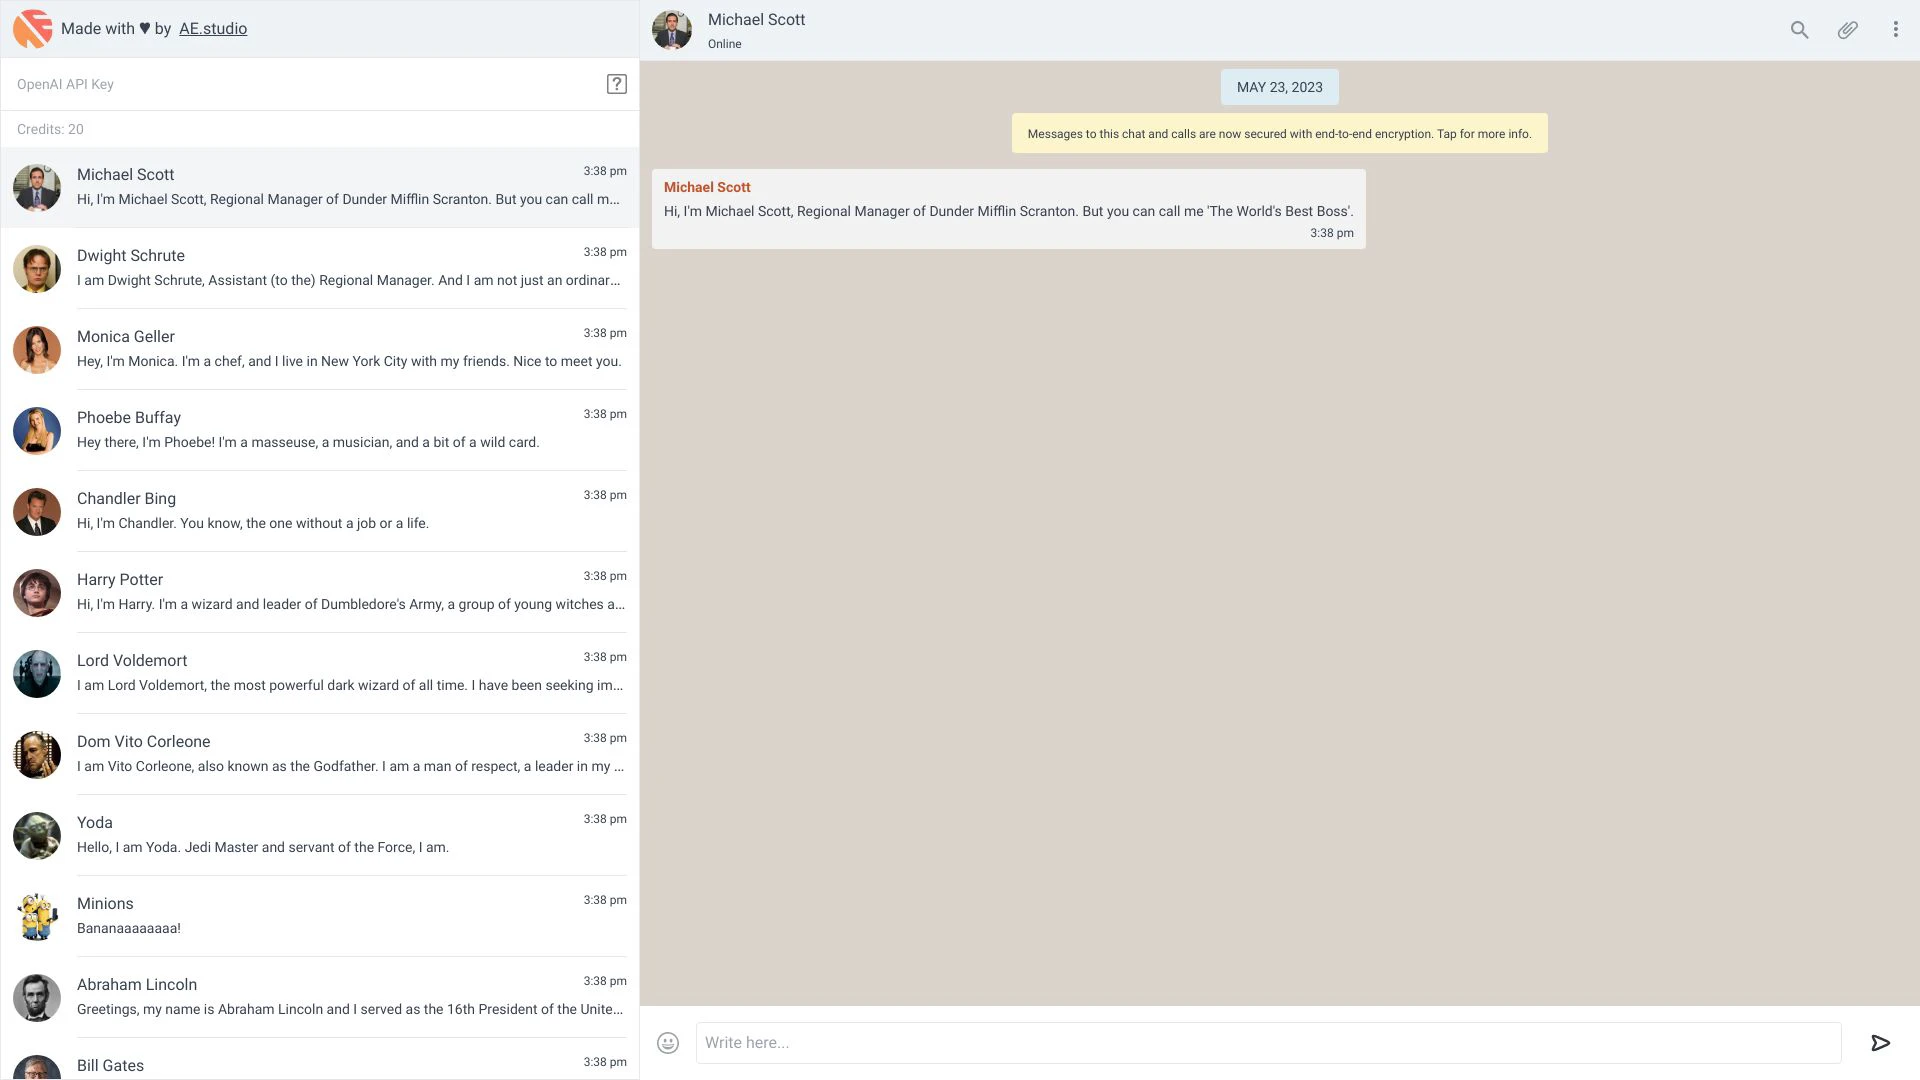 Made with ♥ by AE.studio
OpenAI API Key
Credits: 20
Michael Scott
3:38 pm
Hi, I'm Michael Scott, Regional Manager of Dunder Mifflin Scranton. But you can call m...
Dwight Schrute
3:38 pm
I am Dwight Schrute, Assistant (to the) Regional Manager. And I am not just an ordinar...
Monica Geller
3:38 pm
Hey, I'm Monica. I'm a chef, and I live in New York City with my friends. Nice to meet you.
Phoebe Buffay
3:38 pm
Hey there, I'm Phoebe! I'm a masseuse, a musician, and a bit of a wild card.
Chandler Bing
3:38 pm
Hi, I'm Chandler. You know, the one without a job or a life.
Harry Potter
3:38 pm
Hi, I'm Harry. I'm a wizard and leader of Dumbledore's Army, a group of young witches a...
Lord Voldemort
3:38 pm
I am Lord Voldemort, the most powerful dark wizard of all time. I have been seeking im...
Dom Vito Corleone
3:38 pm
I am Vito Corleone, also known as the Godfather. I am a man of respect, a leader in my ...
Yoda
3:38 pm
Hello, I am Yoda. Jedi Master and servant of the Force, I am.
Minions
3:38 pm
Bananaaaaaaaa!
Abraham Lincoln
3:38 pm
Greetings, my name is Abraham Lincoln and I served as the 16th President of the Unite...
Bill Gates
3:38 pm
Michael Scott
Online
MAY 23, 2023
Messages to this chat and calls are now secured with end-to-end encryption. Tap for more info.
Michael Scott
Hi, I'm Michael Scott, Regional Manager of Dunder Mifflin Scranton. But you can call me 'The World's Best Boss'.
3:38 pm
Write here...